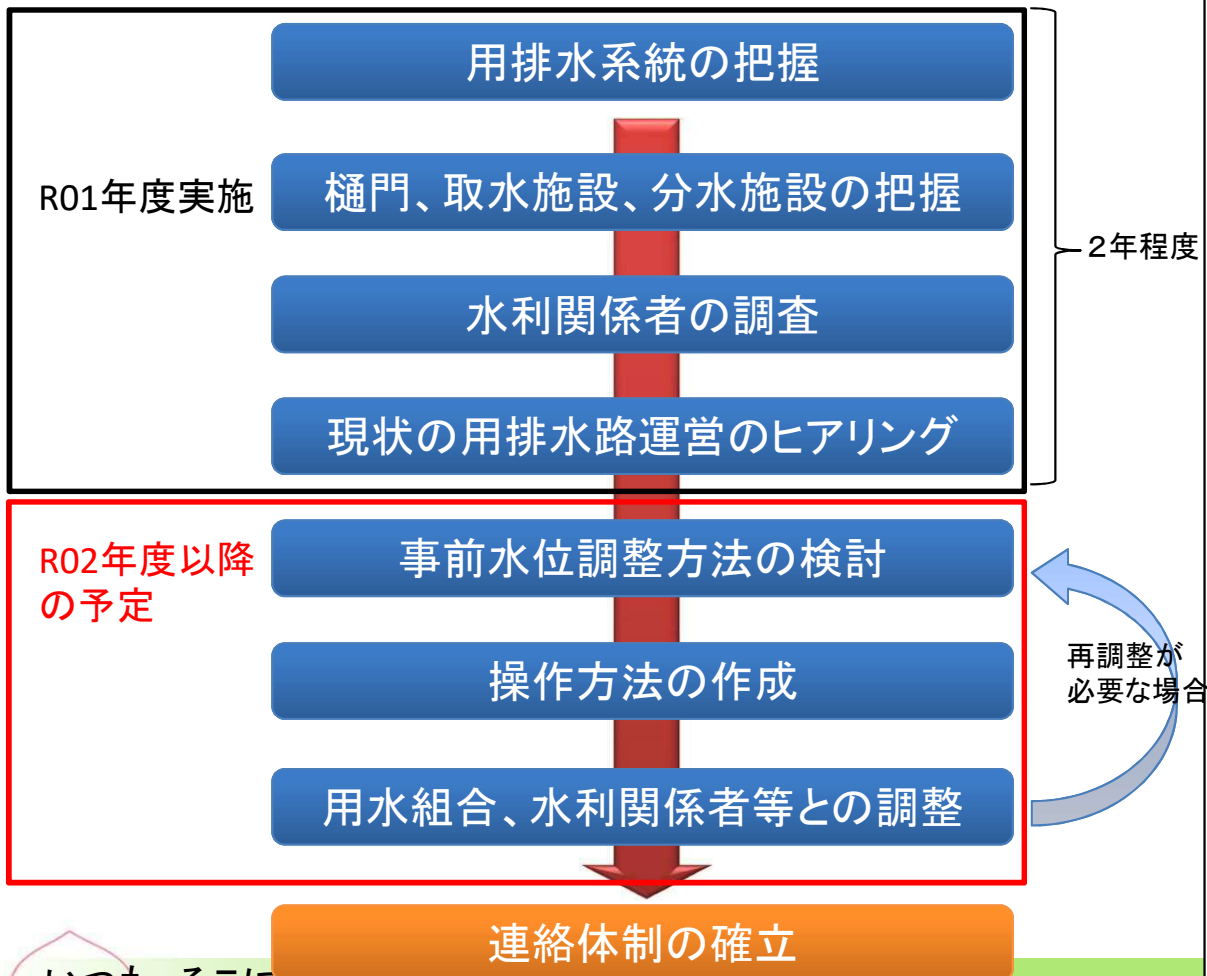 用排水系統の把握
R01年度実施
樋門、取水施設、分水施設の把握
2年程度
水利関係者の調査
現状の用排水路運営のヒアリング
R02年度以降
の予定
事前水位調整方法の検討
再調整が
必要な場合
操作方法の作成
用水組合、水利関係者等との調整
連絡体制の確立